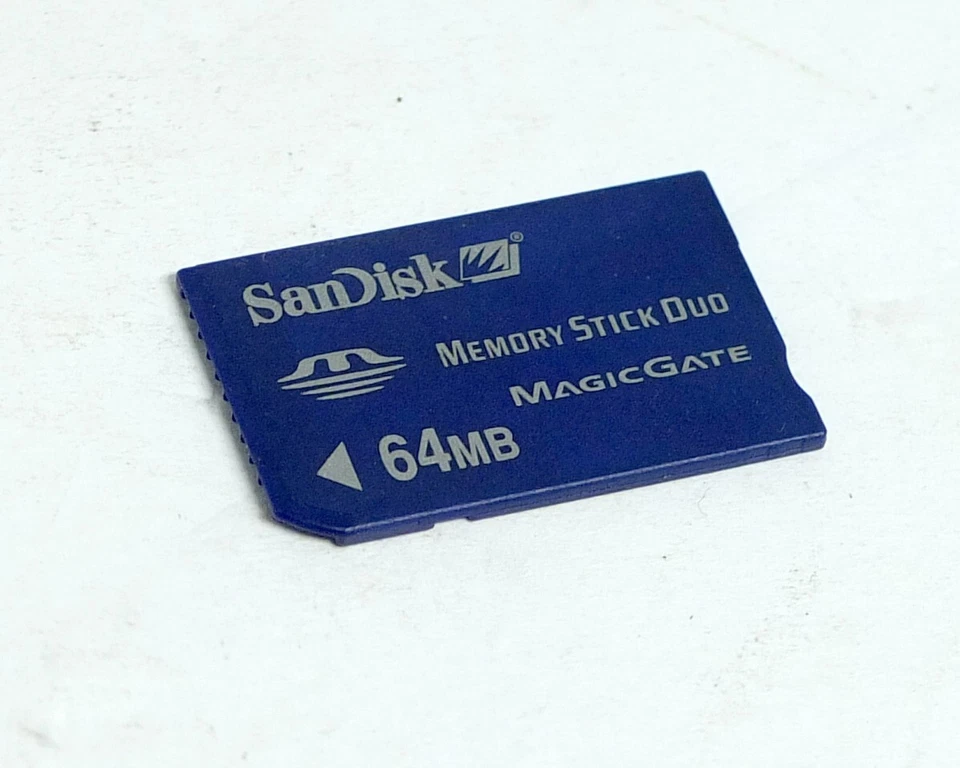 SanDisk®
Memory Stick Duo
MagicGate
64MB